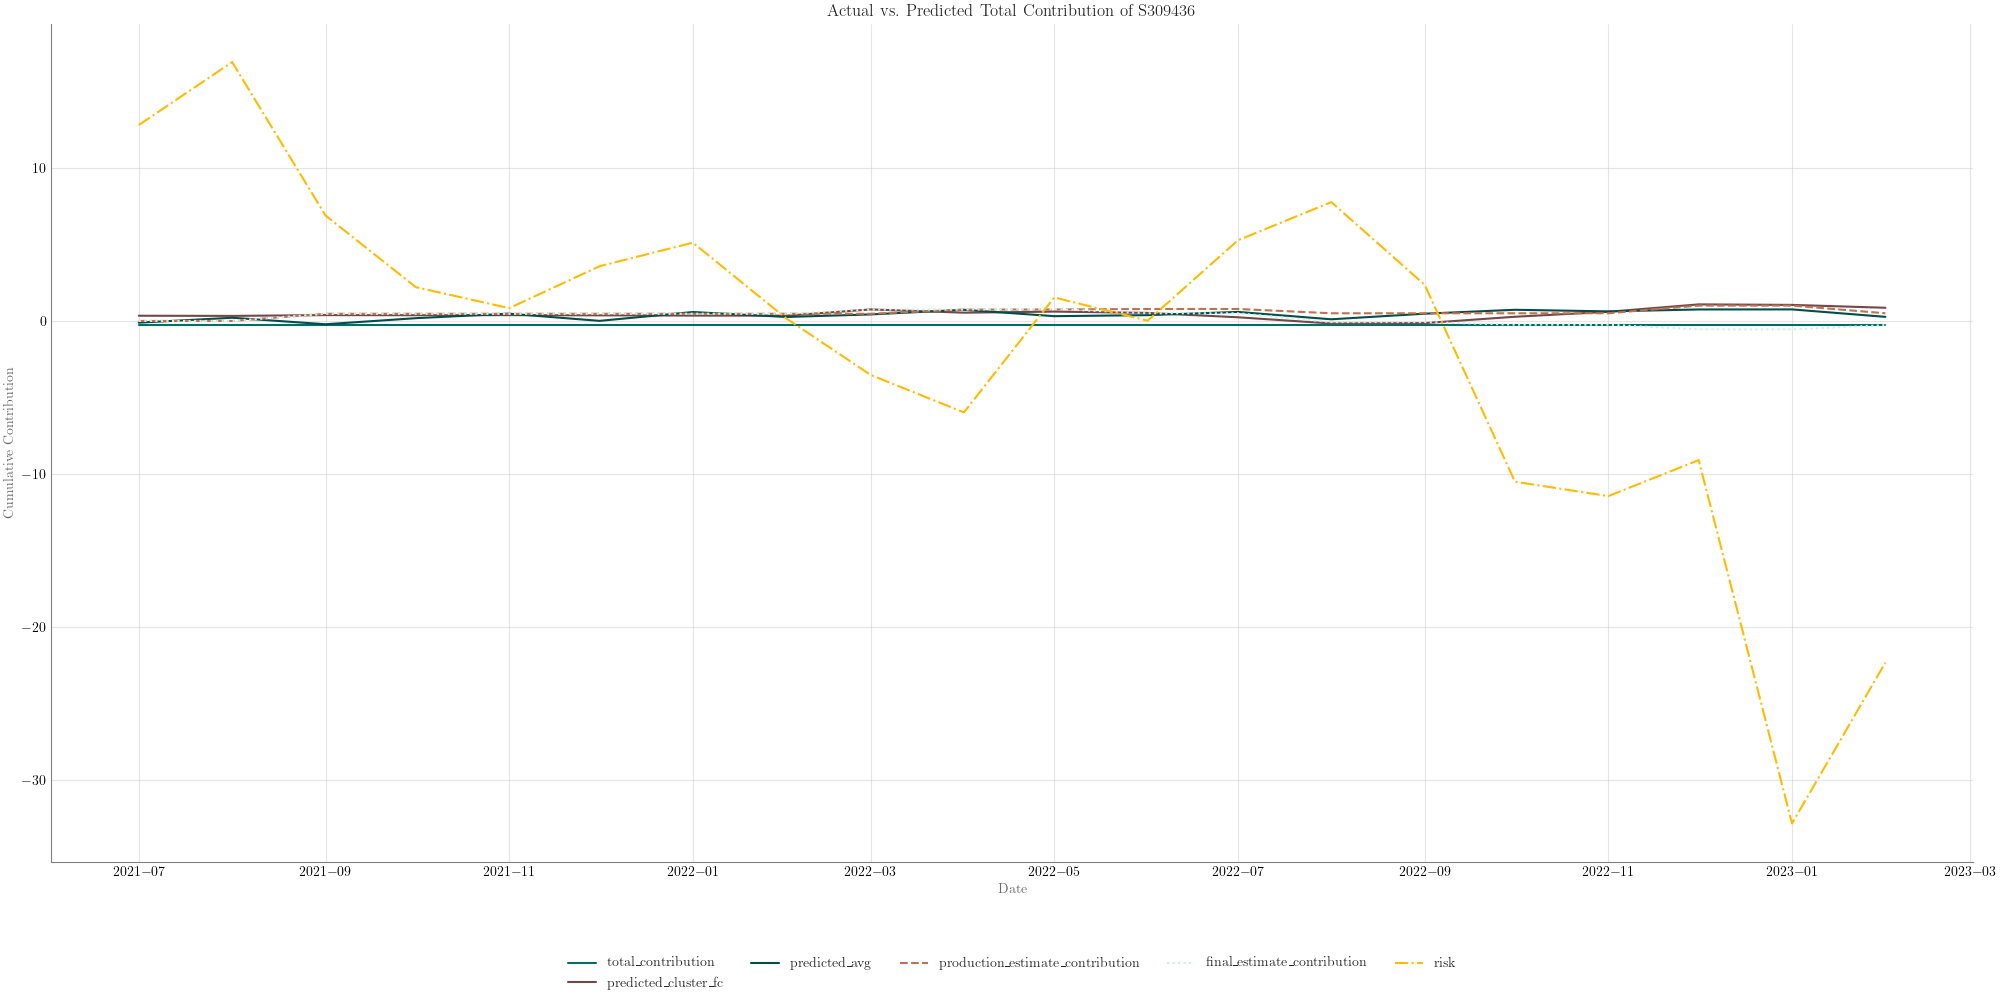 Actual vs. Predicted Total Contribution of S309436
Cumulative Contribution
10
0
−10
−20
−30
2021−07 2021−09 2021−11 2022−01 2022−03 2022−05 2022−07 2022−09 2022−11 2023−01 2023−03
Date
total_contribution predicted_avg production_estimate_contribution final_estimate_contribution risk
predicted_cluster_fc